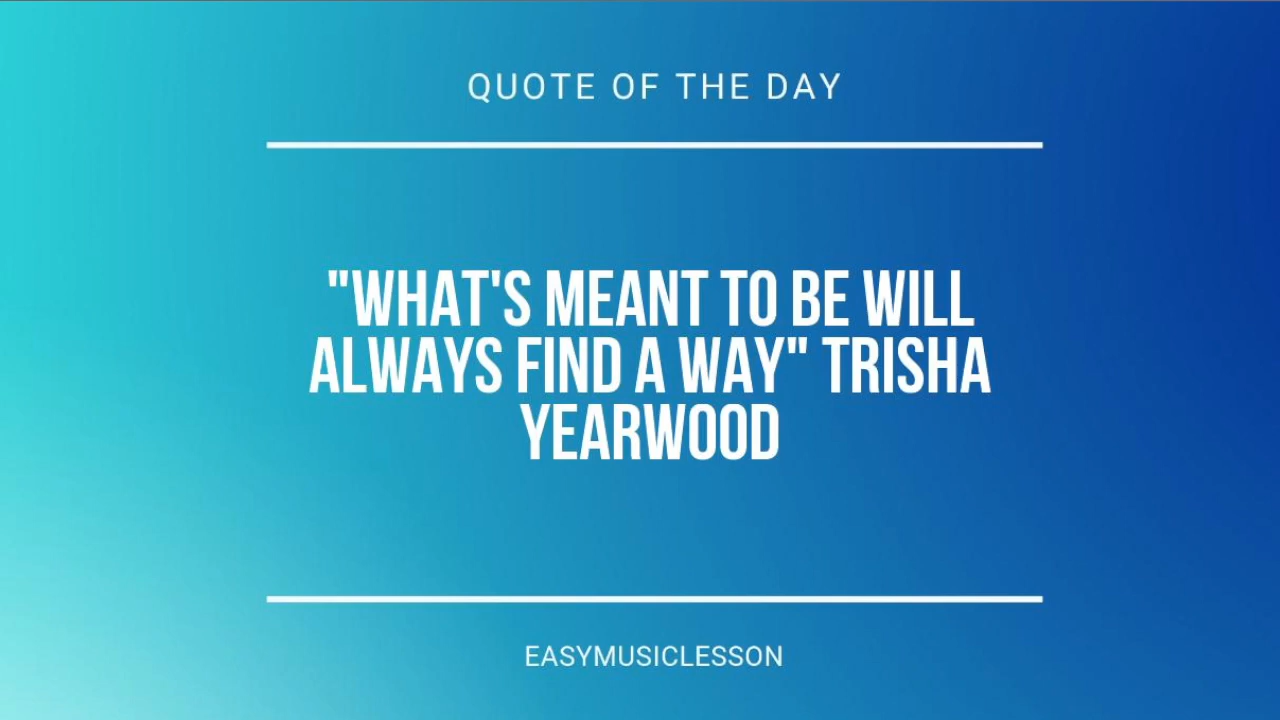 QUOTE OF THE DAY
"WHAT'S MEANT TO BE WILL
ALWAYS FIND A WAY" TRISHA
YEARWOOD
EASYMUSICLESSON